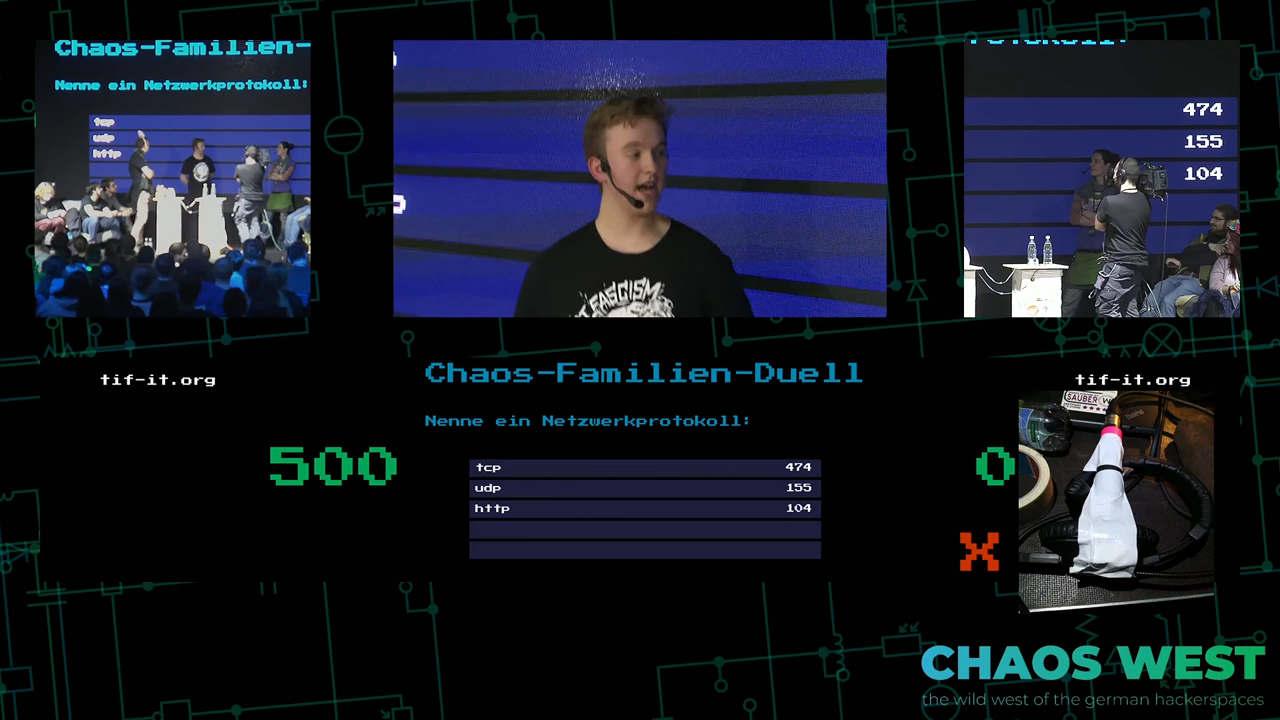 Chaos-Familien-
Nenne ein Netzwerkprotokoll:
tcp
udp
http
FASCISM
474
155
104
tif-it.org
Chaos-Familien-Duell
tif-it.org
Nenne ein Netzwerkprotokoll:
SAUBER
500
tcp 474
udp 155
http 104
0
X
CHAOS WEST
the wild west of the german hackerspaces